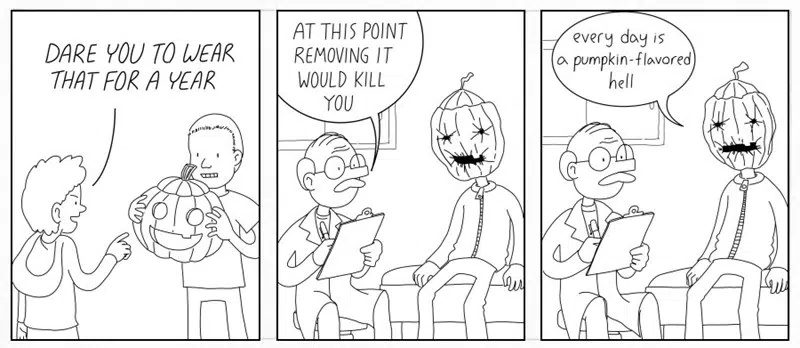 DARE YOU TO WEAR
THAT FOR A YEAR
AT THIS POINT
REMOVING IT
WOULD KILL
YOU
every day is
a pumpkin-flavored
hell